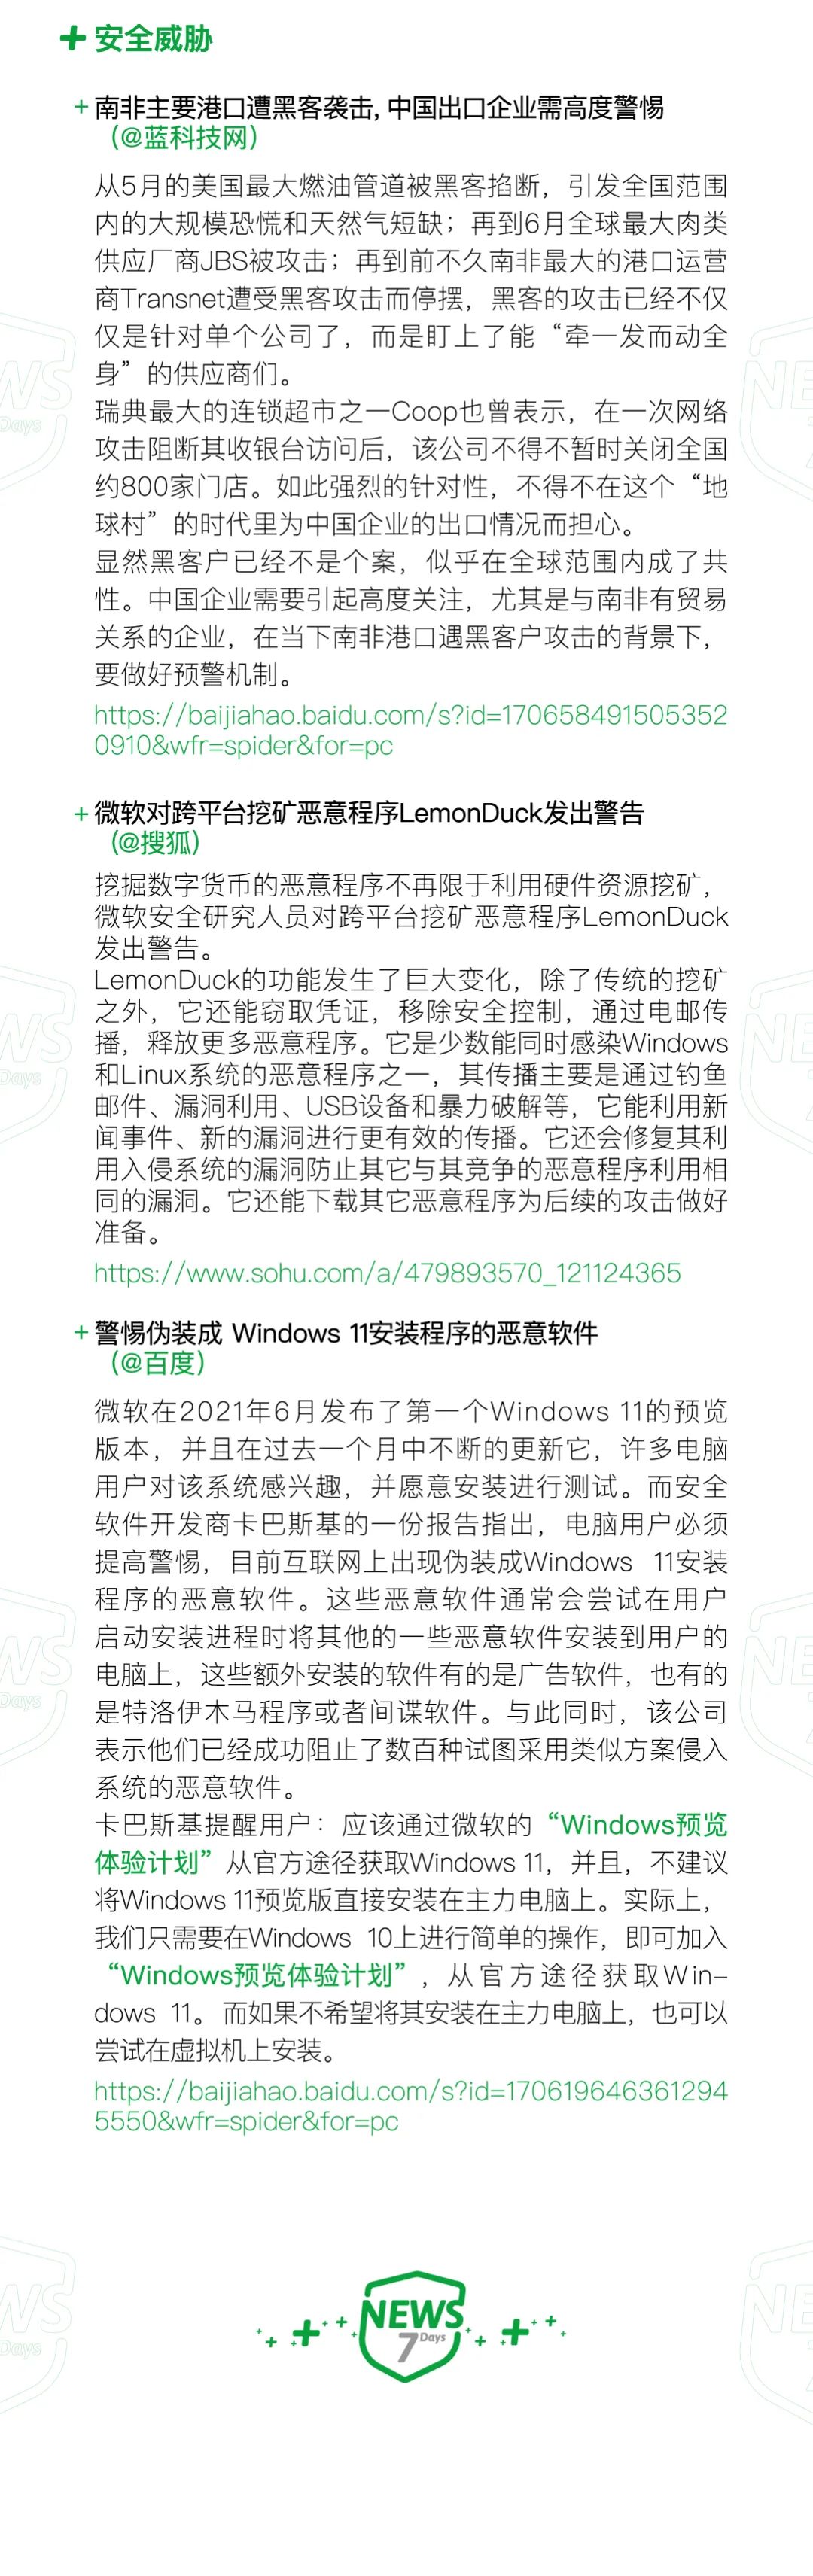 安全威胁
+ 南非主要港口遭黑客袭击, 中国出口企业需高度警惕
(@蓝科技网)
从5月的美国最大燃油管道被黑客掐断，引发全国范围
内的大规模恐慌和天然气短缺；再到6月全球最大肉类
供应厂商JBS被攻击；再到前不久南非最大的港口运营
商Transnet遭受黑客攻击而停摆，黑客的攻击已经不仅
仅是针对单个公司了，而是盯上了能“牵一发而动全
身”的供应商们。
瑞典最大的连锁超市之一Coop也曾表示，在一次网络
攻击阻断其收银台访问后，该公司不得不暂时关闭全国
约800家门店。如此强烈的针对性，不得不在这个“地
球村”的时代里为中国企业的出口情况而担心。
显然黑客户已经不是个案，似乎在全球范围内成了共
性。中国企业需要引起高度关注，尤其是与南非有贸易
关系的企业，在当下南非港口遇黑客户攻击的背景下，
要做好预警机制。
https://baijiahao.baidu.com/s?id=170658491505352
0910&wfr=spider&for=pc
+ 微软对跨平台挖矿恶意程序LemonDuck发出警告
(@搜狐)
挖掘数字货币的恶意程序不再限于利用硬件资源挖矿，
微软安全研究人员对跨平台挖矿恶意程序LemonDuck
发出警告。
LemonDuck的功能发生了巨大变化，除了传统的挖矿
之外，它还能窃取凭证，移除安全控制，通过电邮传
播，释放更多恶意程序。它是少数能同时感染Windows
和Linux系统的恶意程序之一，其传播主要是通过钓鱼
邮件、漏洞利用、USB设备和暴力破解等，它能利用新
闻事件、新的漏洞进行更有效的传播。它还会修复其利
用入侵系统的漏洞防止其它与其竞争的恶意程序利用相
同的漏洞。它还能下载其它恶意程序为后续的攻击做好
准备。
https://www.sohu.com/a/479893570_121124365
+ 警惕伪装成 Windows 11安装程序的恶意软件
(@百度)
微软在2021年6月发布了第一个Windows 11的预览
版本，并且在过去一个月中不断的更新它，许多电脑
用户对该系统感兴趣，并愿意安装进行测试。而安全
软件开发商卡巴斯基的一份报告指出，电脑用户必须
提高警惕，目前互联网上出现伪装成Windows 11安装
程序的恶意软件。这些恶意软件通常会尝试在用户
启动安装进程时将其他的一些恶意软件安装到用户的
电脑上，这些额外安装的软件有的是广告软件，也有的
是特洛伊木马程序或者间谍软件。与此同时，该公司
表示他们已经成功阻止了数百种试图采用类似方案侵入
系统的恶意软件。
卡巴斯基提醒用户：应该通过微软的“Windows预览
体验计划”从官方途径获取Windows 11，并且，不建议
将Windows 11预览版直接安装在主力电脑上。实际上，
我们只需要在Windows 10上进行简单的操作，即可加入
“Windows预览体验计划”，从官方途径获取Win-
dows 11。而如果不希望将其安装在主力电脑上，也可以
尝试在虚拟机上安装。
https://baijiahao.baidu.com/s?id=170619646361294
5550&wfr=spider&for=pc
NEWS
7 Days